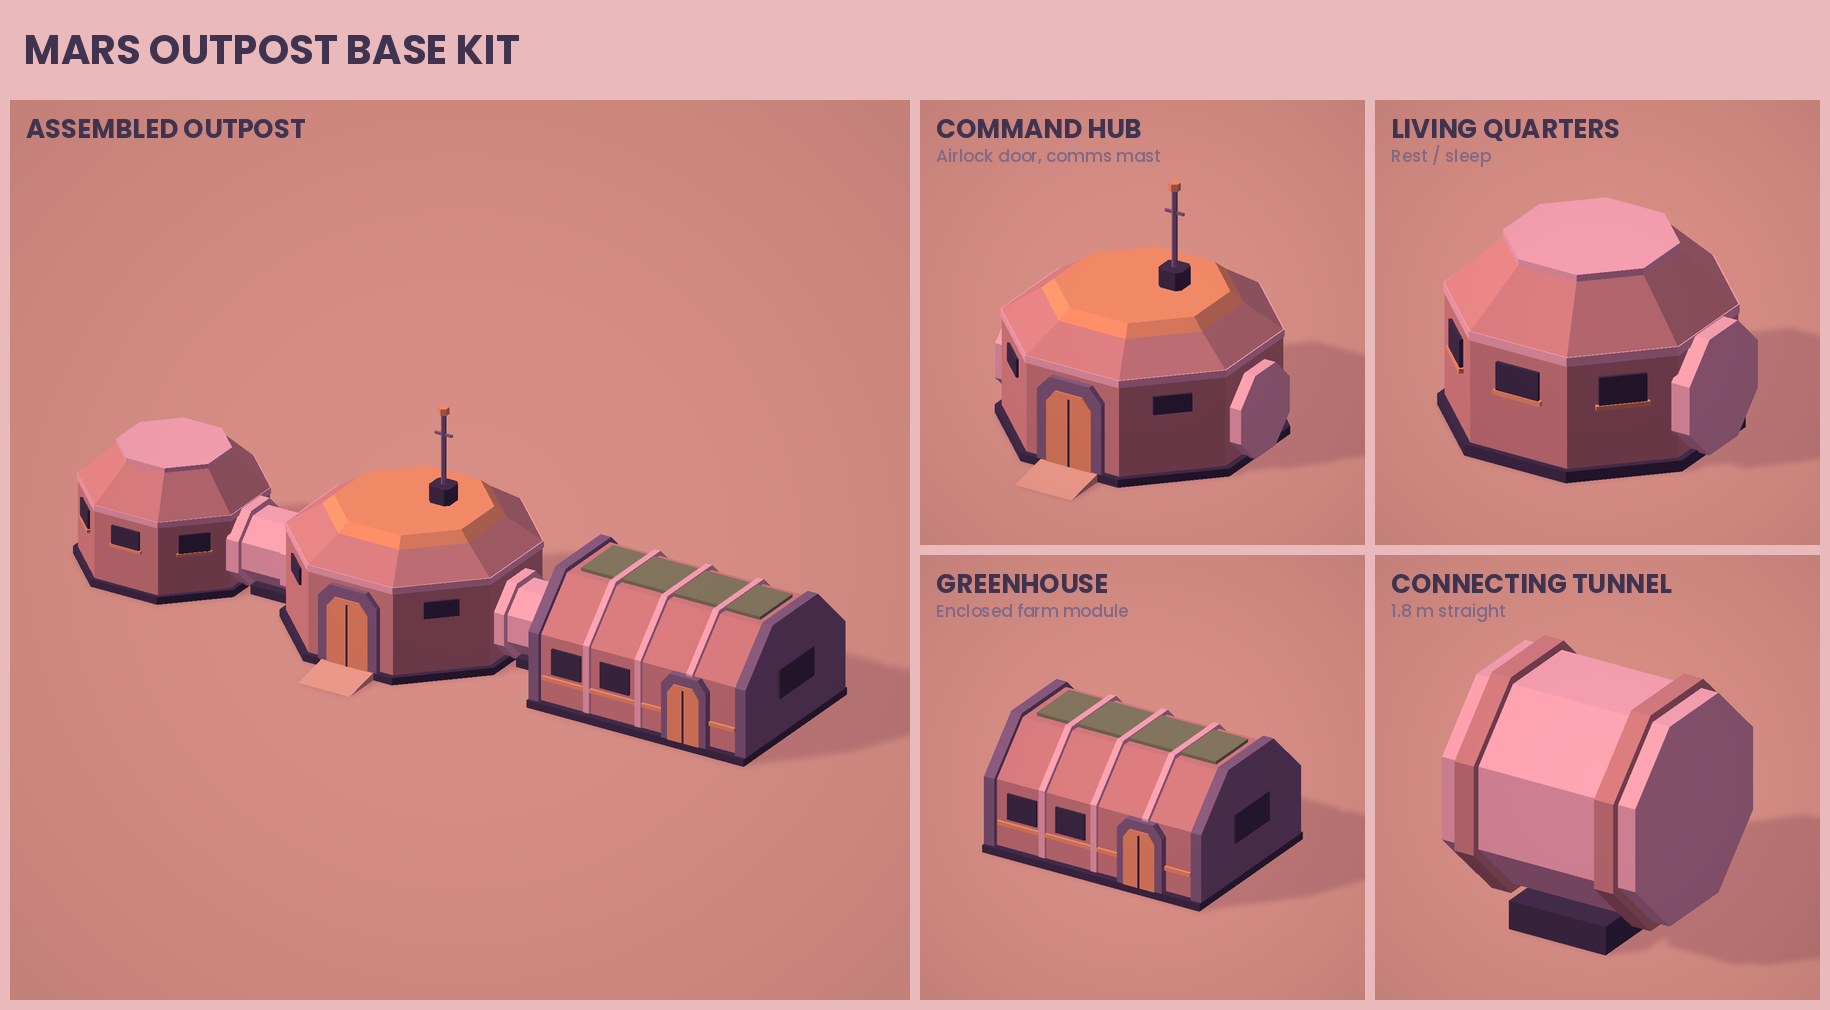 MARS OUTPOST BASE KIT
ASSEMBLED OUTPOST
COMMAND HUB
Airlock door, comms mast
LIVING QUARTERS
Rest / sleep
GREENHOUSE
Enclosed farm module
CONNECTING TUNNEL
1.8 m straight